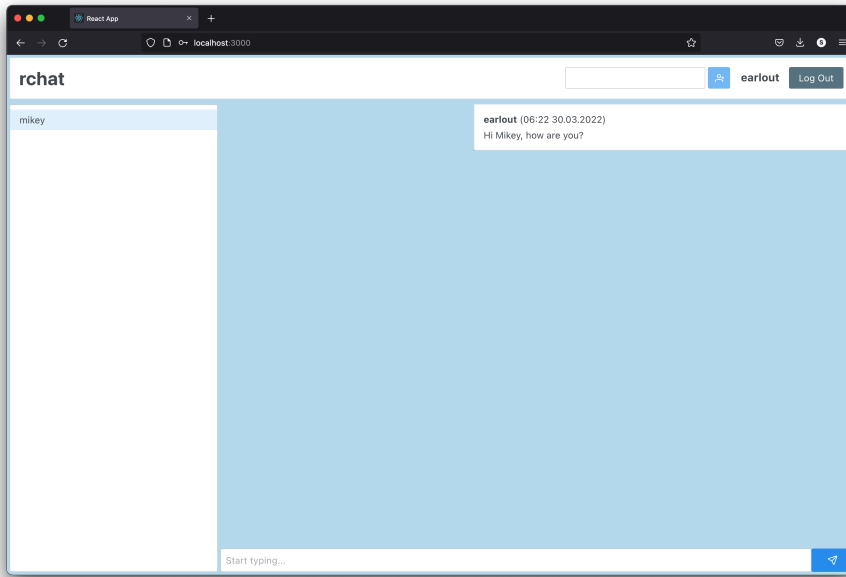 React App
localhost:3000
rchat
earlout
Log Out
mikey
earlout (06:22 30.03.2022)
Hi Mikey, how are you?
Start typing...